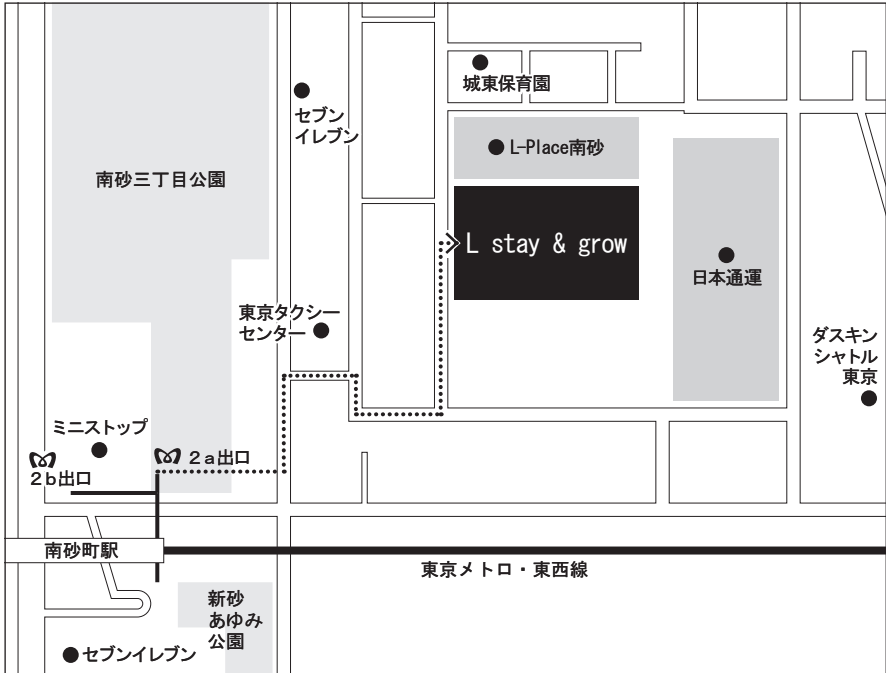 城東保育園
セブン
イレブン
L-Place南砂
南砂三丁目公園
L stay & grow
日本通運
東京タクシー
センター
ダスキン
シャトル
東京
ミニストップ
2a出口
2b出口
南砂町駅
東京メトロ・東西線
新砂
あゆみ
公園
セブンイレブン